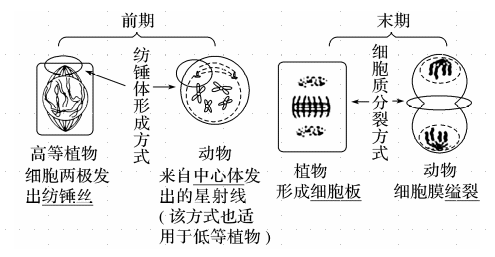 前期
末期
纺锤体形成方式
细胞质分裂方式
高等植物
细胞两极发
出纺锤丝
动物
来自中心体发
出的星射线
(该方式也适
用于低等植物)
植物
形成细胞板
动物
细胞膜缢裂